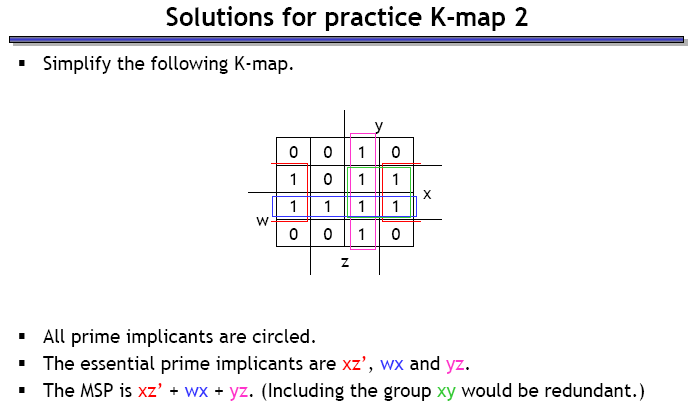 Solutions for practice K-map 2
▪ Simplify the following K-map.
y
0 0 1 0
1 0 1 1
x
1 1 1 1
w
0 0 1 0
z
▪ All prime implicants are circled.
▪ The essential prime implicants are xz’, wx and yz.
▪ The MSP is xz’ + wx + yz. (Including the group xy would be redundant.)